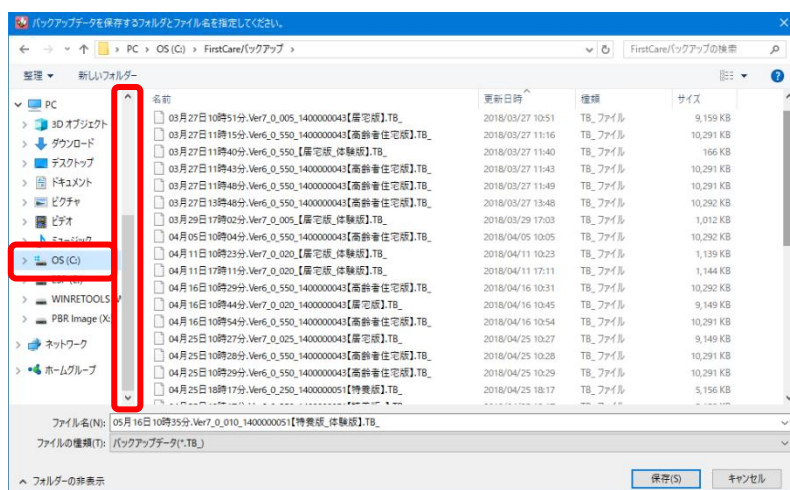 バックアップデータを保存するフォルダとファイル名を指定してください。
PC › OS (C:) › FirstCareバックアップ ›
FirstCareバックアップの検索
整理 新しいフォルダー
名前 更新日時 種類 サイズ
PC
3D オブジェクト
ダウンロード
デスクトップ
ドキュメント
ピクチャ
ビデオ
ミュージック
OS (C:)
WINRETOOLS
PBR Image (X:
ネットワーク
ホームグループ
03月27日10時51分.Ver7_0_005_1400000043【居宅版】.TB_ 2018/03/27 10:51 TB_ ファイル 9,159 KB
03月27日11時15分.Ver6_0_550_1400000043【高齢者住宅版】.TB_ 2018/03/27 11:16 TB_ ファイル 10,291 KB
03月27日11時40分.Ver6_0_550_【居宅版_体験版】.TB_ 2018/03/27 11:40 TB_ ファイル 166 KB
03月27日11時43分.Ver6_0_550_1400000043【高齢者住宅版】.TB_ 2018/03/27 11:43 TB_ ファイル 10,291 KB
03月27日11時48分.Ver6_0_550_1400000043【高齢者住宅版】.TB_ 2018/03/27 11:49 TB_ ファイル 10,291 KB
03月27日13時48分.Ver6_0_550_1400000043【高齢者住宅版】.TB_ 2018/03/27 13:48 TB_ ファイル 10,292 KB
03月29日17時02分.Ver7_0_005_【居宅版_体験版】.TB_ 2018/03/29 17:03 TB_ ファイル 1,012 KB
04月05日10時04分.Ver6_0_550_1400000043【高齢者住宅版】.TB_ 2018/04/05 10:05 TB_ ファイル 10,292 KB
04月11日10時23分.Ver7_0_020_【居宅版_体験版】.TB_ 2018/04/11 10:23 TB_ ファイル 1,139 KB
04月11日17時11分.Ver7_0_020_【居宅版_体験版】.TB_ 2018/04/11 17:11 TB_ ファイル 1,144 KB
04月16日10時29分.Ver6_0_550_1400000043【高齢者住宅版】.TB_ 2018/04/16 10:31 TB_ ファイル 10,292 KB
04月16日10時44分.Ver7_0_020_1400000043【居宅版】.TB_ 2018/04/16 10:45 TB_ ファイル 9,149 KB
04月16日10時54分.Ver6_0_550_1400000043【高齢者住宅版】.TB_ 2018/04/16 10:54 TB_ ファイル 10,291 KB
04月25日10時27分.Ver7_0_025_1400000043【居宅版】.TB_ 2018/04/25 10:27 TB_ ファイル 9,149 KB
04月25日10時28分.Ver6_0_550_1400000043【高齢者住宅版】.TB_ 2018/04/25 10:28 TB_ ファイル 10,291 KB
04月25日10時29分.Ver6_0_550_1400000043【高齢者住宅版】.TB_ 2018/04/25 10:29 TB_ ファイル 10,291 KB
04月25日18時17分.Ver6_0_250_1400000051【特養版】.TB_ 2018/04/25 18:17 TB_ ファイル 5,156 KB
ファイル名(N): 05月16日10時35分.Ver7_0_010_1400000051【特養版_体験版】.TB_
ファイルの種類(T): バックアップデータ(*.TB_)
フォルダーの非表示 保存(S) キャンセル